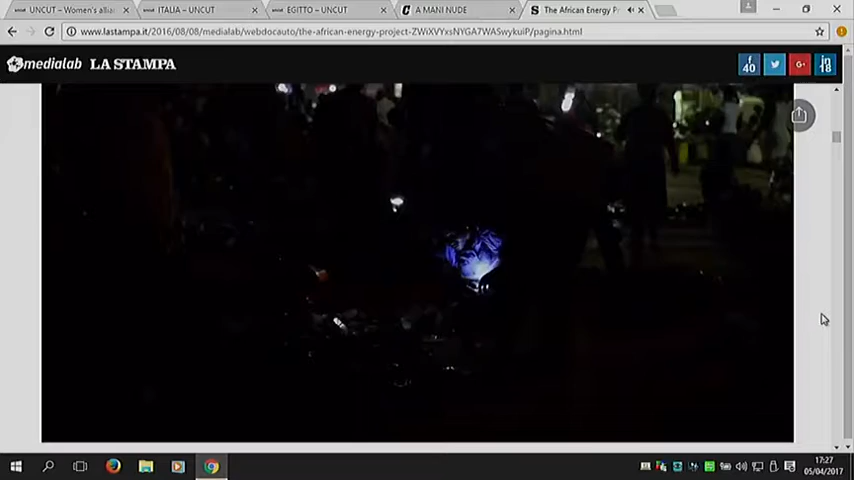 UNCUT – Women's allia
ITALIA – UNCUT
EGITTO – UNCUT
A MANI NUDE
The African Energy P
www.lastampa.it/2016/08/08/medialab/webdocauto/the-african-energy-project-ZWiXVYxsNYGA7WASwykuiP/pagina.html
medialab LA STAMPA
f 40
G+
in 18
17:27
05/04/2017